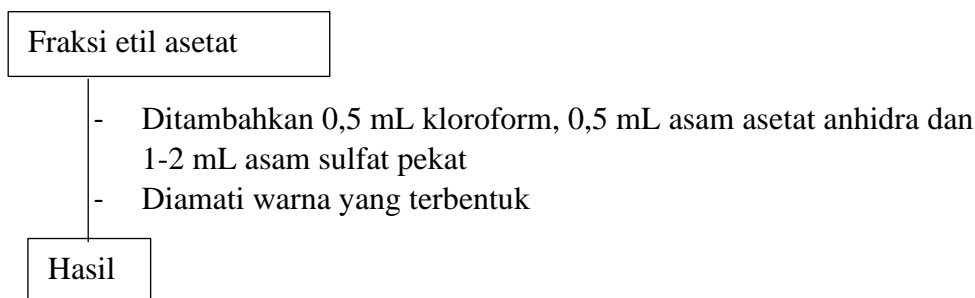 Fraksi etil asetat
- Ditambahkan 0,5 mL kloroform, 0,5 mL asam asetat anhidra dan
1-2 mL asam sulfat pekat
- Diamati warna yang terbentuk
Hasil